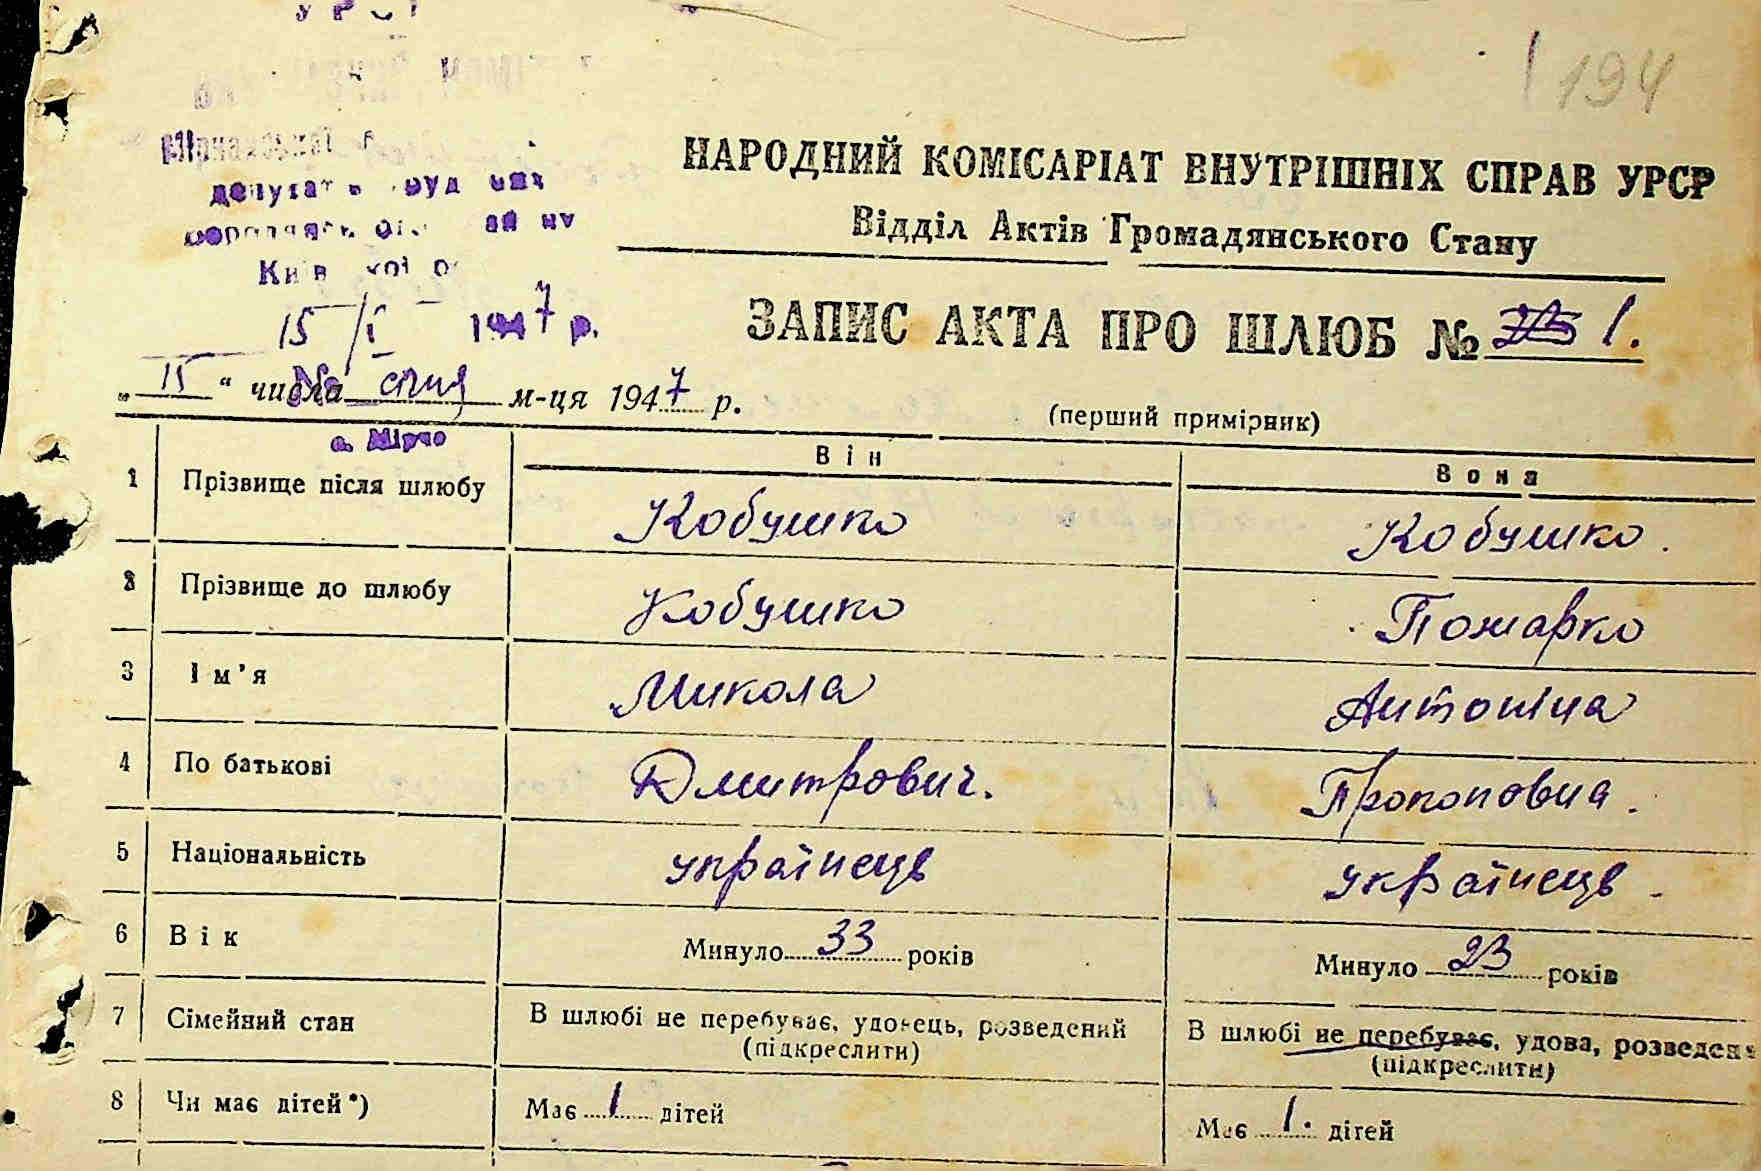 194
НАРОДНИЙ КОМІСАРІАТ ВНУТРІШНІХ СПРАВ УРСР
Відділ Актів Громадянського Стану
15/I 1947 р.
ЗАПИС АКТА ПРО ШЛЮБ № 1.
„15“ числа січня м-ця 1947 р.
(перший примірник)
с. Мірча
Він Вона
1 Прізвище після шлюбу Кобушко Кобушко.
2 Прізвище до шлюбу Кобушко Пожарко
3 Ім'я Микола Антоніна
4 По батькові Дмитрович. Прокоповна.
5 Національність українець українець
6 Вік Минуло 33 років Минуло 23 років
7 Сімейний стан В шлюбі не перебуває, удовець, розведений (підкреслити) В шлюбі не перебуває, удова, розведена (підкреслити)
8 Чи має дітей*) Має 1 дітей Має 1. дітей